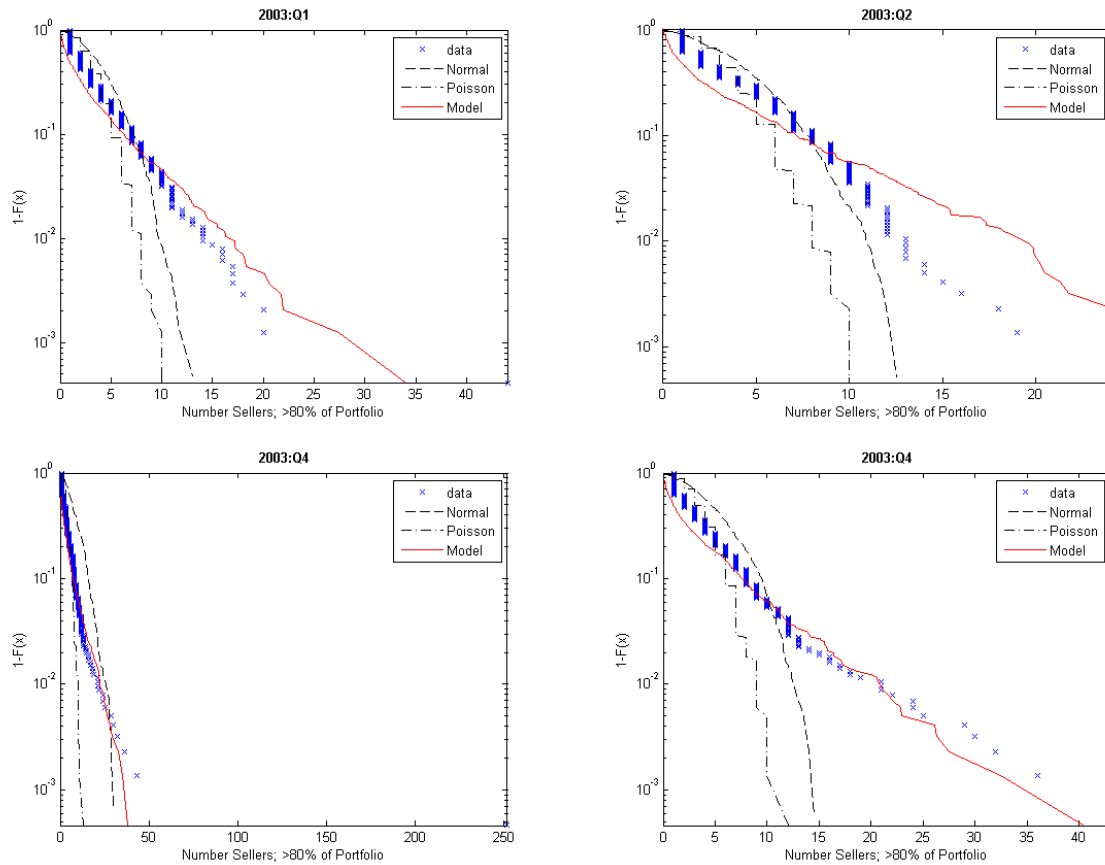 2003:Q1
10^0
10^-1
10^-2
10^-3
1-F(x)
data
Normal
Poisson
Model
0 5 10 15 20 25 30 35 40
Number Sellers; >80% of Portfolio
2003:Q2
10^0
10^-1
10^-2
10^-3
1-F(x)
data
Normal
Poisson
Model
0 5 10 15 20
Number Sellers; >80% of Portfolio
2003:Q4
10^0
10^-1
10^-2
10^-3
1-F(x)
data
Normal
Poisson
Model
0 50 100 150 200 250
Number Sellers; >80% of Portfolio
2003:Q4
10^0
10^-1
10^-2
10^-3
1-F(x)
data
Normal
Poisson
Model
0 5 10 15 20 25 30 35 40
Number Sellers; >80% of Portfolio